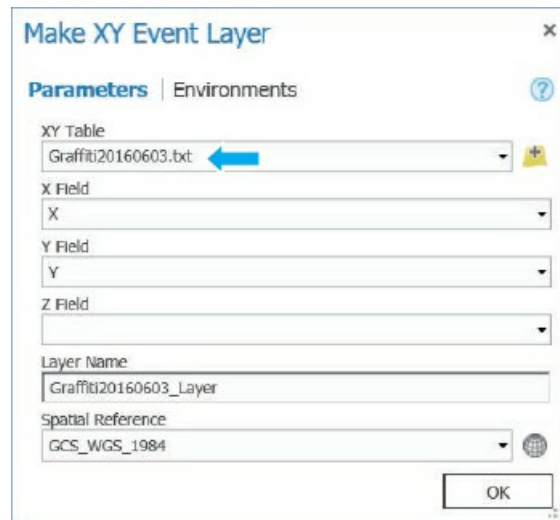 Make XY Event Layer
Parameters | Environments
XY Table
Graffiti20160603.txt
X Field
X
Y Field
Y
Z Field
Layer Name
Graffiti20160603_Layer
Spatial Reference
GCS_WGS_1984
OK